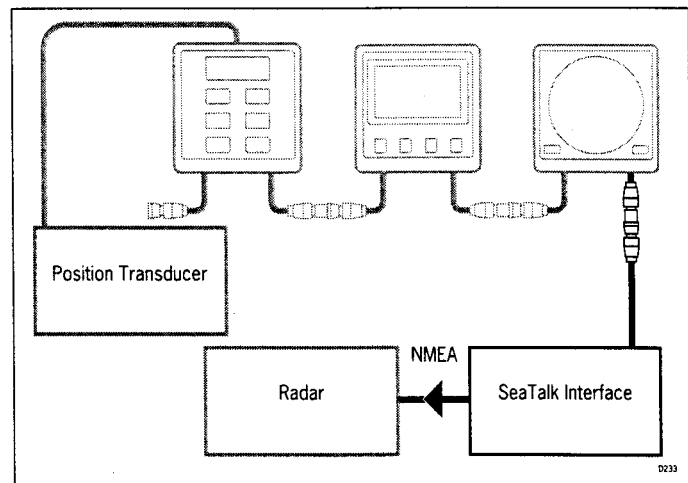 Position Transducer
NMEA
Radar
SeaTalk Interface
D233